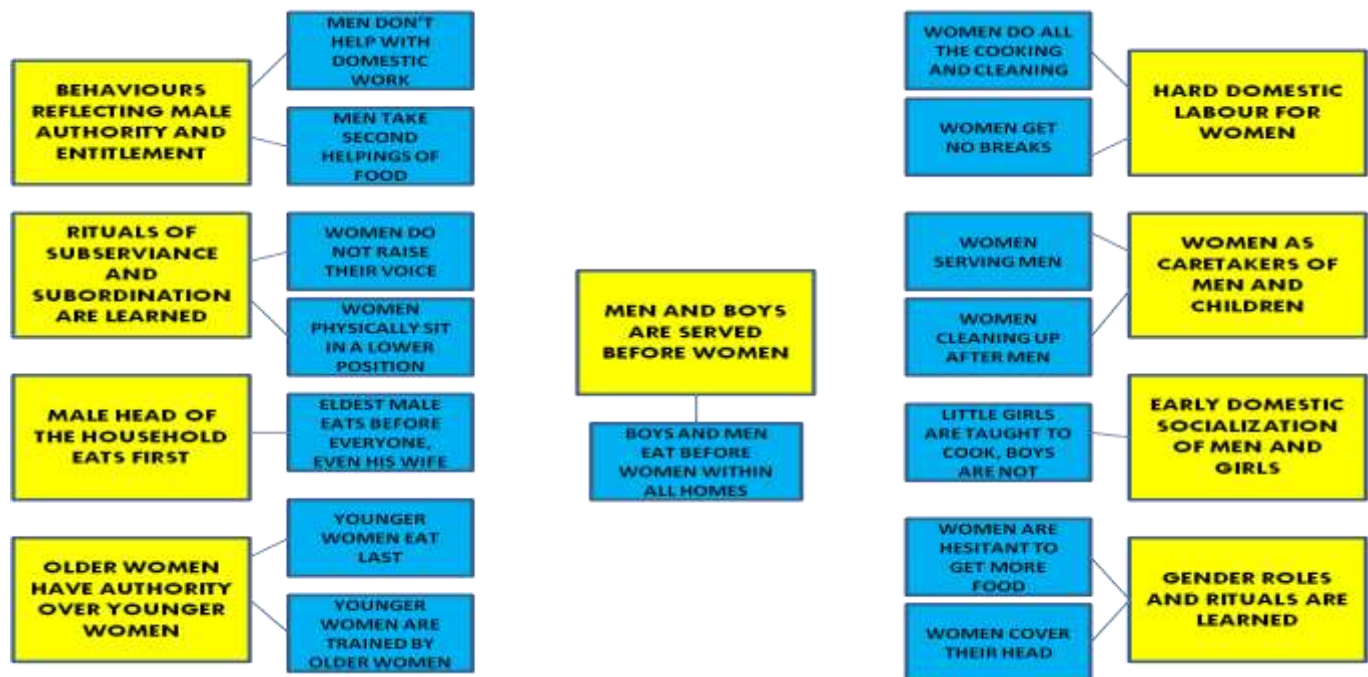 BEHAVIOURS
REFLECTING MALE
AUTHORITY AND
ENTITLEMENT
MEN DON'T
HELP WITH
DOMESTIC
WORK
MEN TAKE
SECOND
HELPINGS OF
FOOD
RITUALS OF
SUBSERVIANCE
AND
SUBORDINATION
ARE LEARNED
WOMEN DO
NOT RAISE
THEIR VOICE
WOMEN
PHYSICALLY SIT
IN A LOWER
POSITION
MALE HEAD OF
THE HOUSEHOLD
EATS FIRST
ELDEST MALE
EATS BEFORE
EVERYONE,
EVEN HIS WIFE
OLDER WOMEN
HAVE AUTHORITY
OVER YOUNGER
WOMEN
YOUNGER
WOMEN EAT
LAST
YOUNGER
WOMEN ARE
TRAINED BY
OLDER WOMEN
MEN AND BOYS
ARE SERVED
BEFORE WOMEN
BOYS AND MEN
EAT BEFORE
WOMEN WITHIN
ALL HOMES
WOMEN DO ALL
THE COOKING
AND CLEANING
WOMEN GET
NO BREAKS
HARD DOMESTIC
LABOUR FOR
WOMEN
WOMEN
SERVING MEN
WOMEN
CLEANING UP
AFTER MEN
WOMEN AS
CARETAKERS OF
MEN AND
CHILDREN
LITTLE GIRLS
ARE TAUGHT TO
COOK, BOYS
ARE NOT
EARLY DOMESTIC
SOCIALIZATION
OF MEN AND
GIRLS
WOMEN ARE
HESITANT TO
GET MORE
FOOD
WOMEN COVER
THEIR HEAD
GENDER ROLES
AND RITUALS ARE
LEARNED